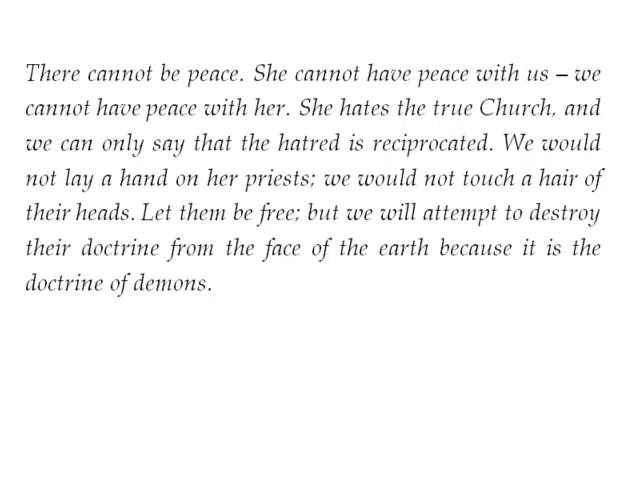 There cannot be peace. She cannot have peace with us – we
cannot have peace with her. She hates the true Church, and
we can only say that the hatred is reciprocated. We would
not lay a hand on her priests; we would not touch a hair of
their heads. Let them be free; but we will attempt to destroy
their doctrine from the face of the earth because it is the
doctrine of demons.